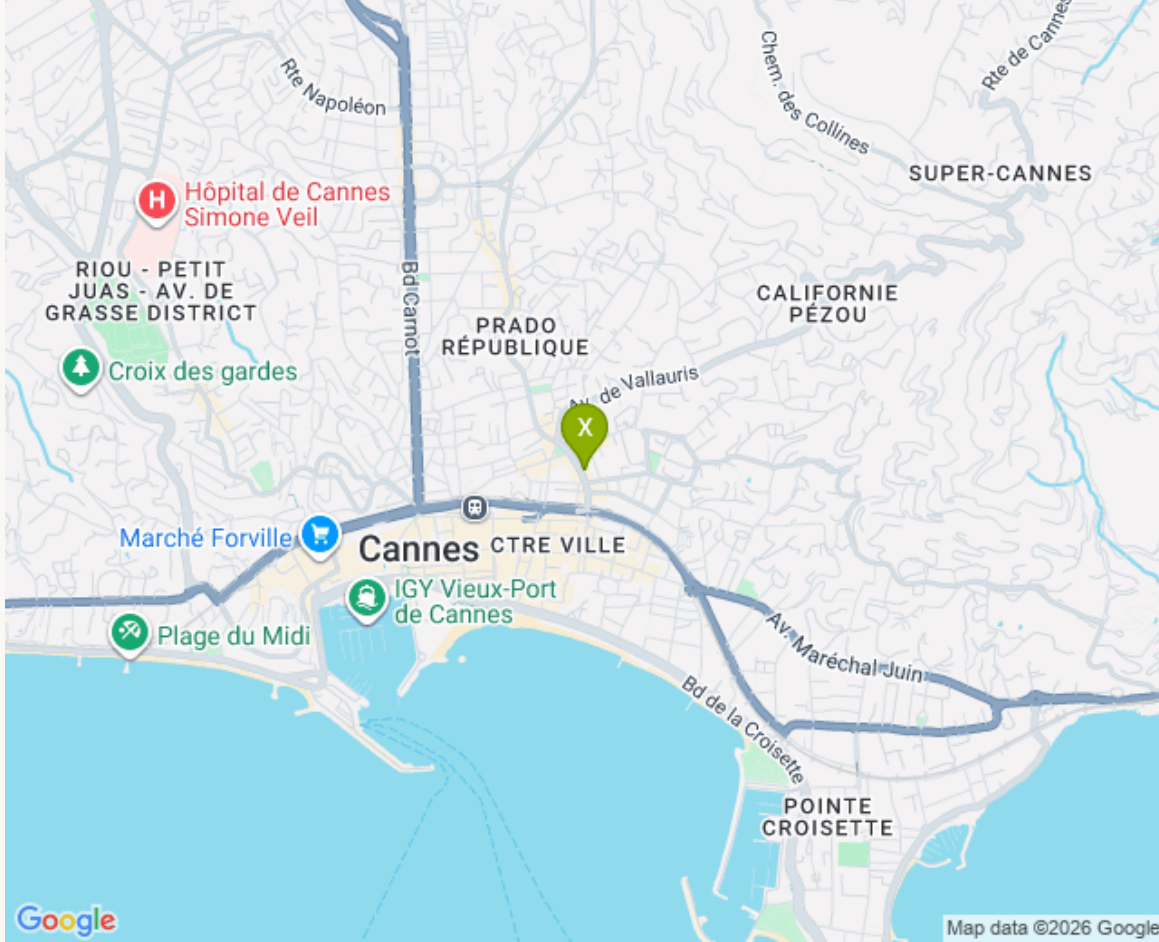 Rte Napoléon
Chem. des Collines
Rte de Cannes
SUPER-CANNES
H
Hôpital de Cannes
Simone Veil
RIOU - PETIT
JUAS - AV. DE
GRASSE DISTRICT
Bd Carnot
CALIFORNIE
PÉZOU
PRADO
RÉPUBLIQUE
Croix des gardes
Av. de Vallauris
X
Marché Forville
Cannes
CTRE VILLE
IGY Vieux-Port
de Cannes
Plage du Midi
Av. Maréchal Juin
Bd de la Croisette
POINTE
CROISETTE
Google
Map data ©2026 Google